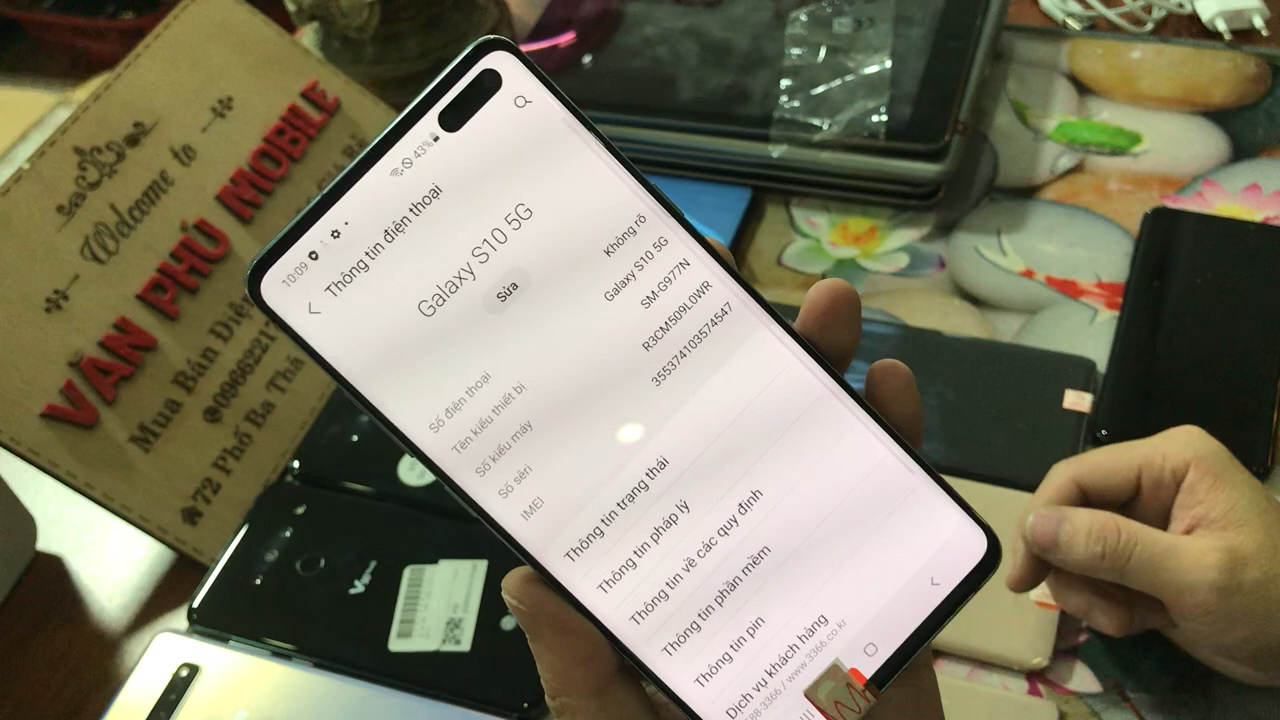 Welcome to
VĂN PHÚ MOBILE
Mua Bán Điện
72 Phố Ba
10:09
43%
Thông tin điện thoại
Galaxy S10 5G
Sửa
Số điện thoại Không rõ
Tên kiểu thiết bị Galaxy S10 5G
Số kiểu máy SM-G977N
Số sêri R3CM509L0WR
IMEI 355374103574547
Thông tin trạng thái
Thông tin pháp lý
Thông tin về các quy định
Thông tin phần mềm
Thông tin pin
Dịch vụ khách hàng
88-3366 / www.3366.co.kr